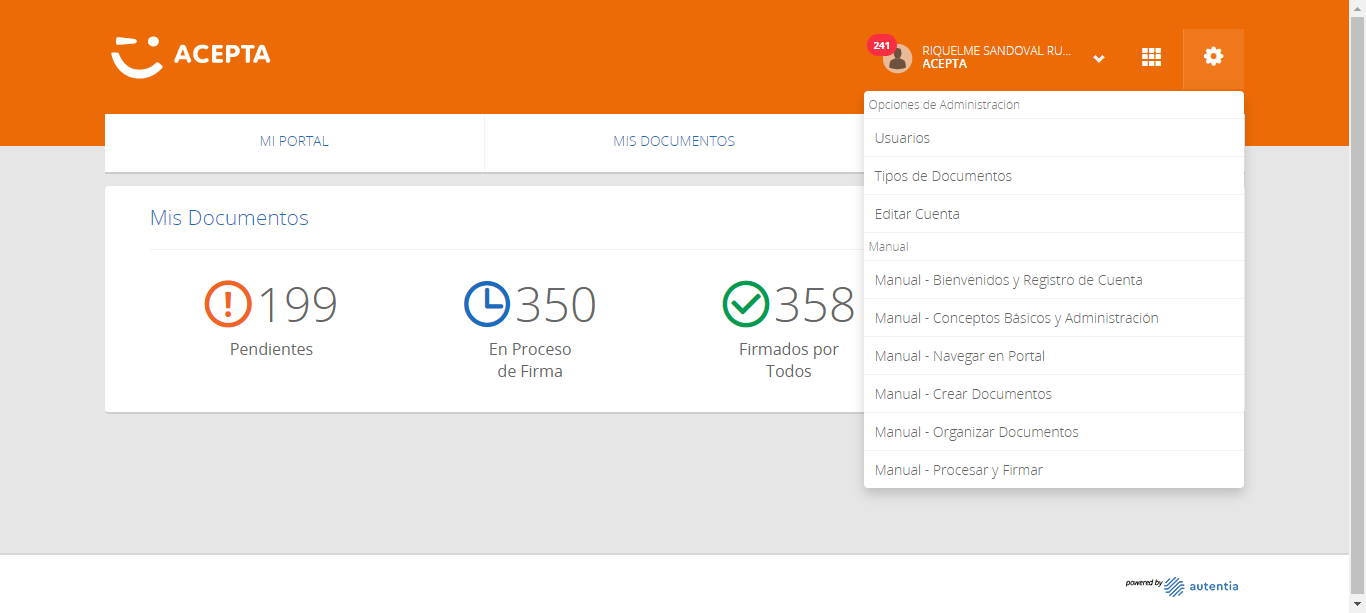 ACEPTA
241
RIQUELME SANDOVAL RU...
ACEPTA
Opciones de Administración
Usuarios
Tipos de Documentos
Editar Cuenta
Manual
Manual - Bienvenidos y Registro de Cuenta
Manual - Conceptos Básicos y Administración
Manual - Navegar en Portal
Manual - Crear Documentos
Manual - Organizar Documentos
Manual - Procesar y Firmar
MI PORTAL
MIS DOCUMENTOS
Mis Documentos
199
Pendientes
350
En Proceso
de Firma
358
Firmados por
Todos
powered by
autentia